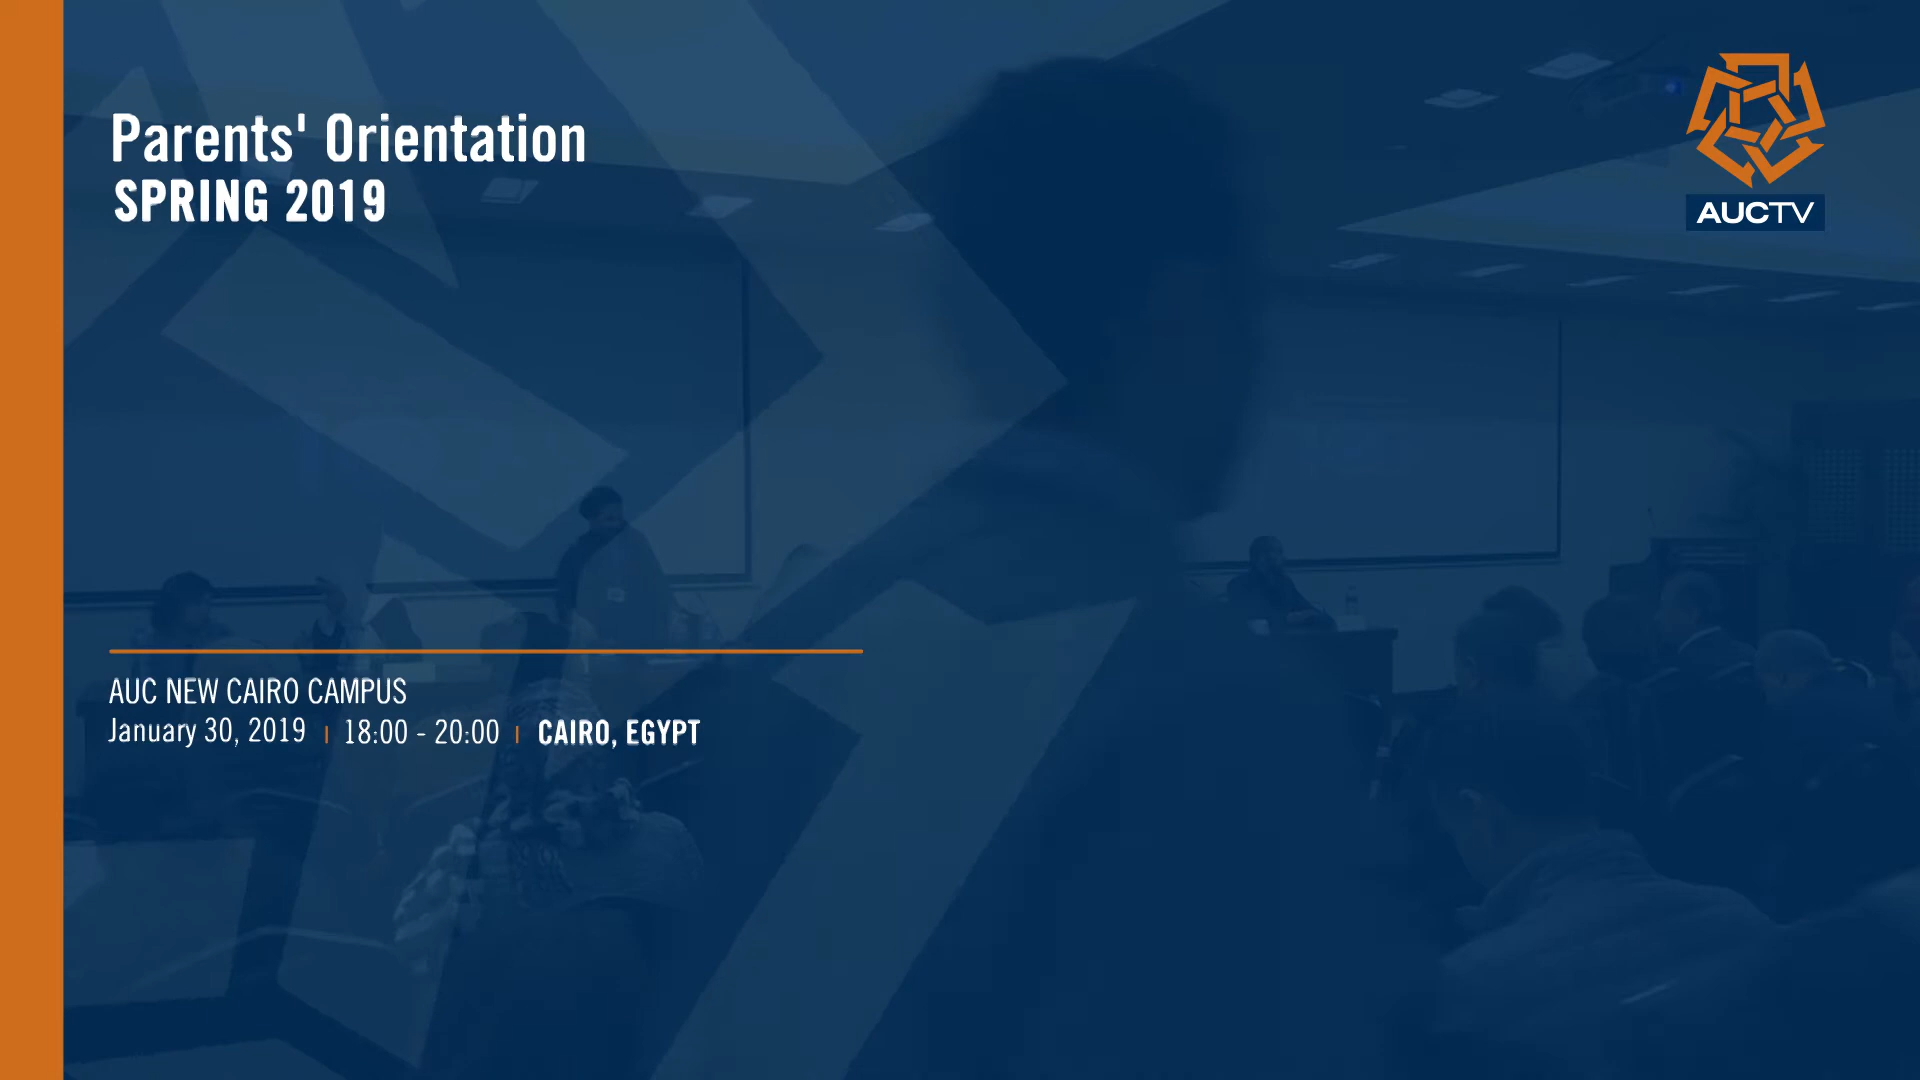 Parents' Orientation
SPRING 2019
AUCTV
AUC NEW CAIRO CAMPUS
January 30, 2019 | 18:00 - 20:00 | CAIRO, EGYPT